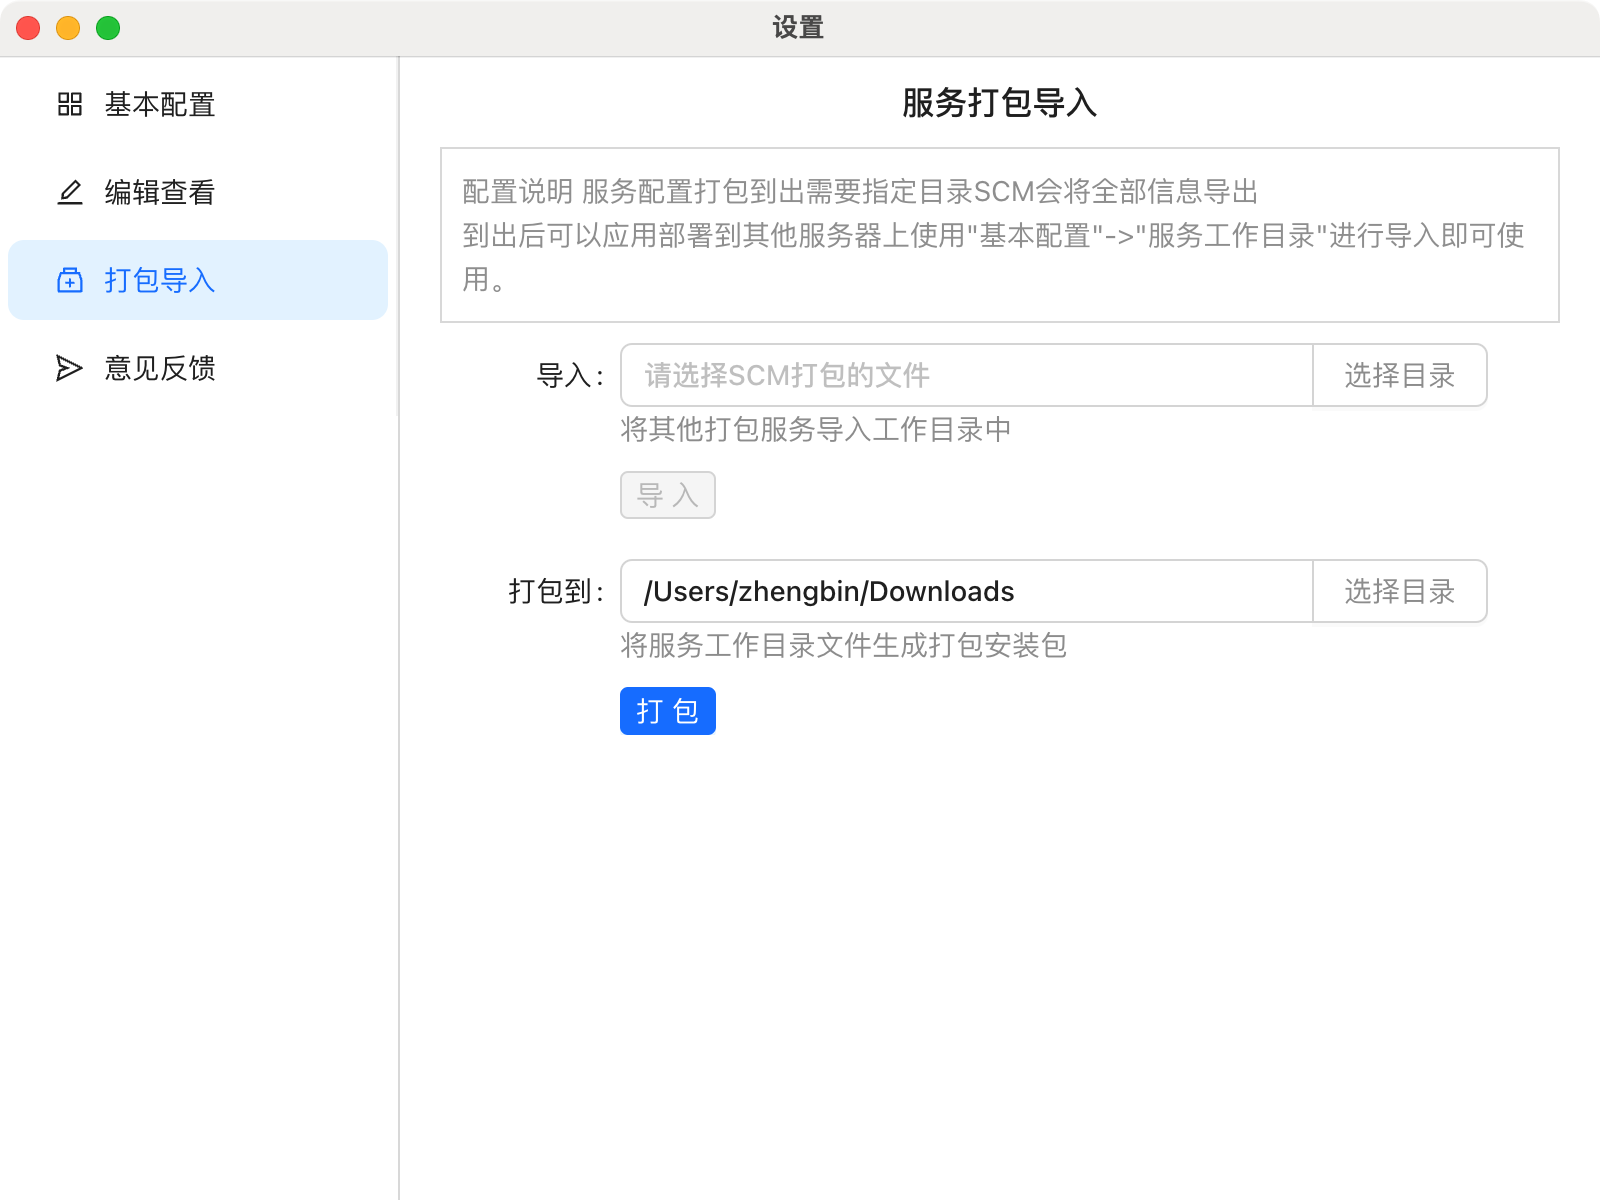 设置
基本配置
编辑查看
打包导入
意见反馈
服务打包导入
配置说明 服务配置打包到出需要指定目录SCM会将全部信息导出
到出后可以应用部署到其他服务器上使用"基本配置"->"服务工作目录"进行导入即可使
用。
导入: 请选择SCM打包的文件 选择目录
将其他打包服务导入工作目录中
导 入
打包到: /Users/zhengbin/Downloads 选择目录
将服务工作目录文件生成打包安装包
打 包